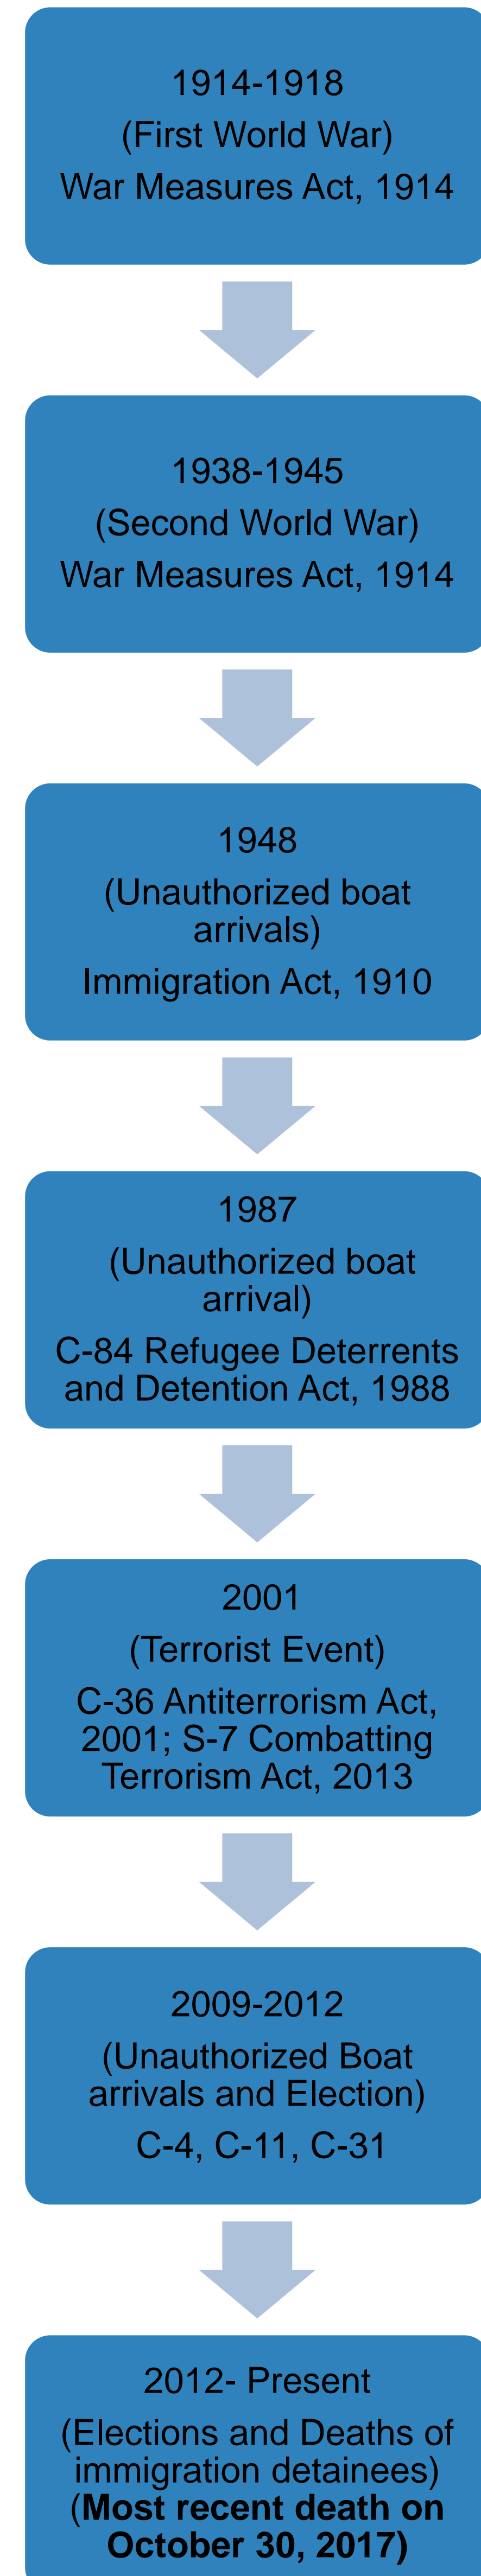 1914-1918
(First World War)
War Measures Act, 1914
1938-1945
(Second World War)
War Measures Act, 1914
1948
(Unauthorized boat
arrivals)
Immigration Act, 1910
1987
(Unauthorized boat
arrival)
C-84 Refugee Deterrents
and Detention Act, 1988
2001
(Terrorist Event)
C-36 Antiterrorism Act,
2001; S-7 Combatting
Terrorism Act, 2013
2009-2012
(Unauthorized Boat
arrivals and Election)
C-4, C-11, C-31
2012- Present
(Elections and Deaths of
immigration detainees)
(Most recent death on
October 30, 2017)